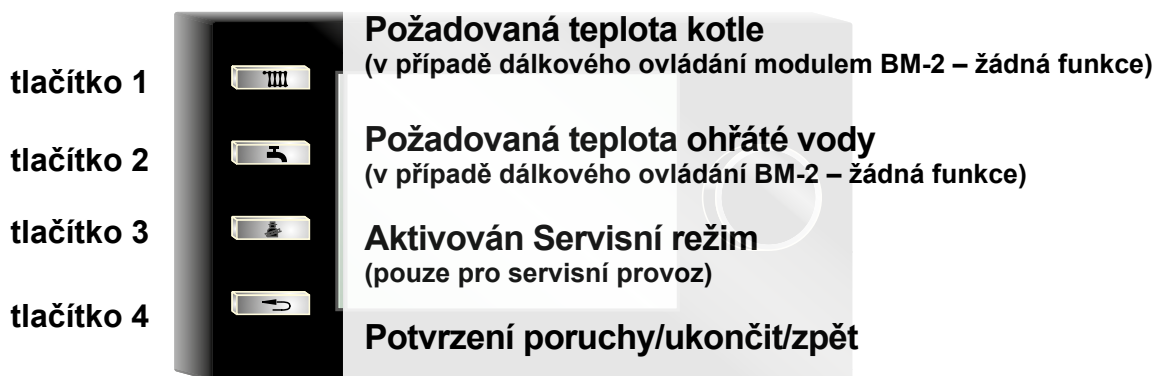 tlačítko 1
Požadovaná teplota kotle
(v případě dálkového ovládání modulem BM-2 – žádná funkce)
tlačítko 2
Požadovaná teplota ohřáté vody
(v případě dálkového ovládání BM-2 – žádná funkce)
tlačítko 3
Aktivován Servisní režim
(pouze pro servisní provoz)
tlačítko 4
Potvrzení poruchy/ukončit/zpět